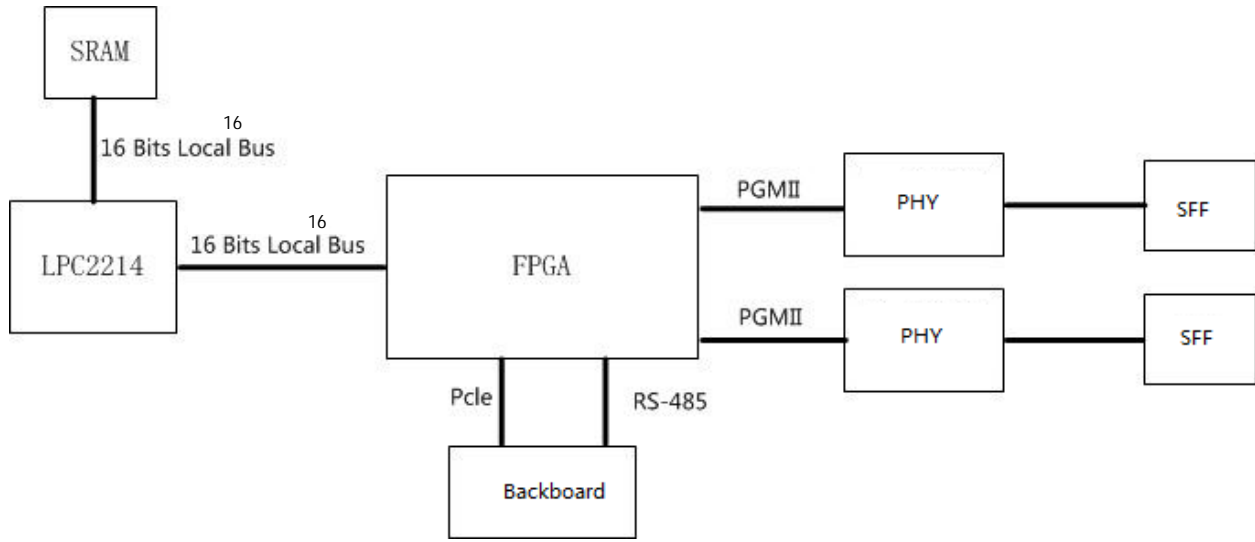 SRAM
16
16 Bits Local Bus
LPC2214
16
16 Bits Local Bus
FPGA
PGMⅡ
PHY
SFF
PGMⅡ
PHY
SFF
Pcle
RS-485
Backboard